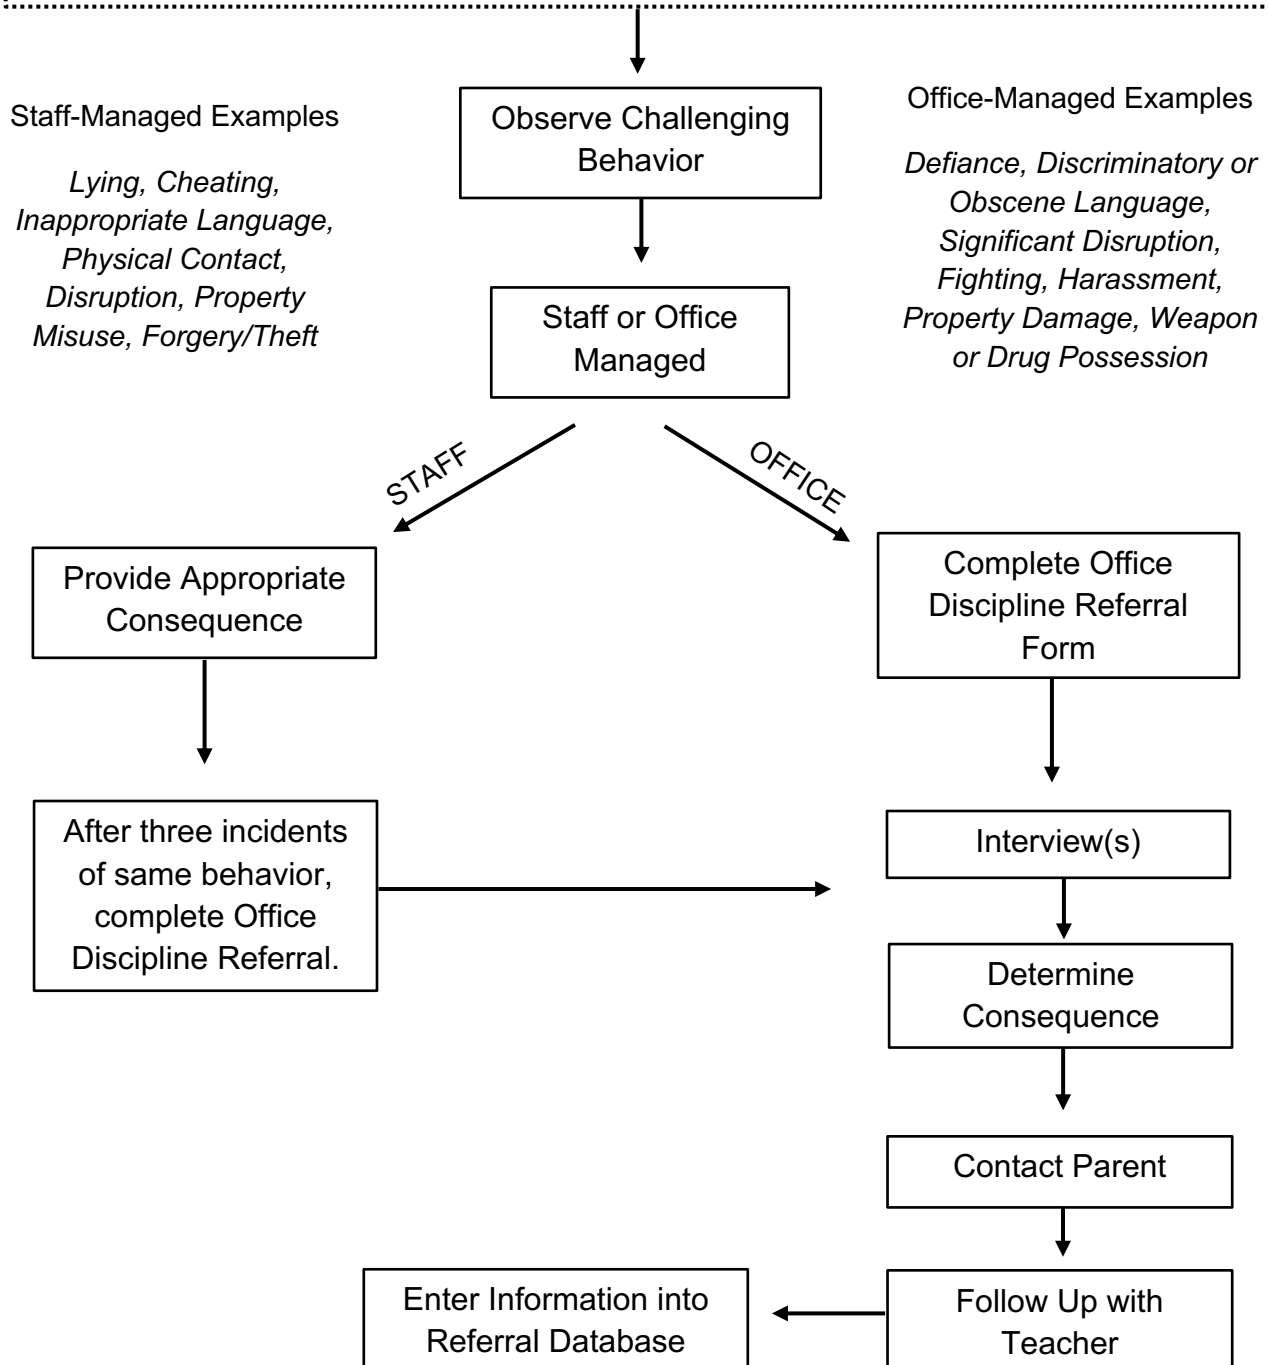 Staff-Managed Examples
Lying, Cheating,
Inappropriate Language,
Physical Contact,
Disruption, Property
Misuse, Forgery/Theft
Observe Challenging
Behavior
Office-Managed Examples
Defiance, Discriminatory or
Obscene Language,
Significant Disruption,
Fighting, Harassment,
Property Damage, Weapon
or Drug Possession
Staff or Office
Managed
STAFF
OFFICE
Provide Appropriate
Consequence
Complete Office
Discipline Referral
Form
After three incidents
of same behavior,
complete Office
Discipline Referral.
Interview(s)
Determine
Consequence
Contact Parent
Follow Up with
Teacher
Enter Information into
Referral Database